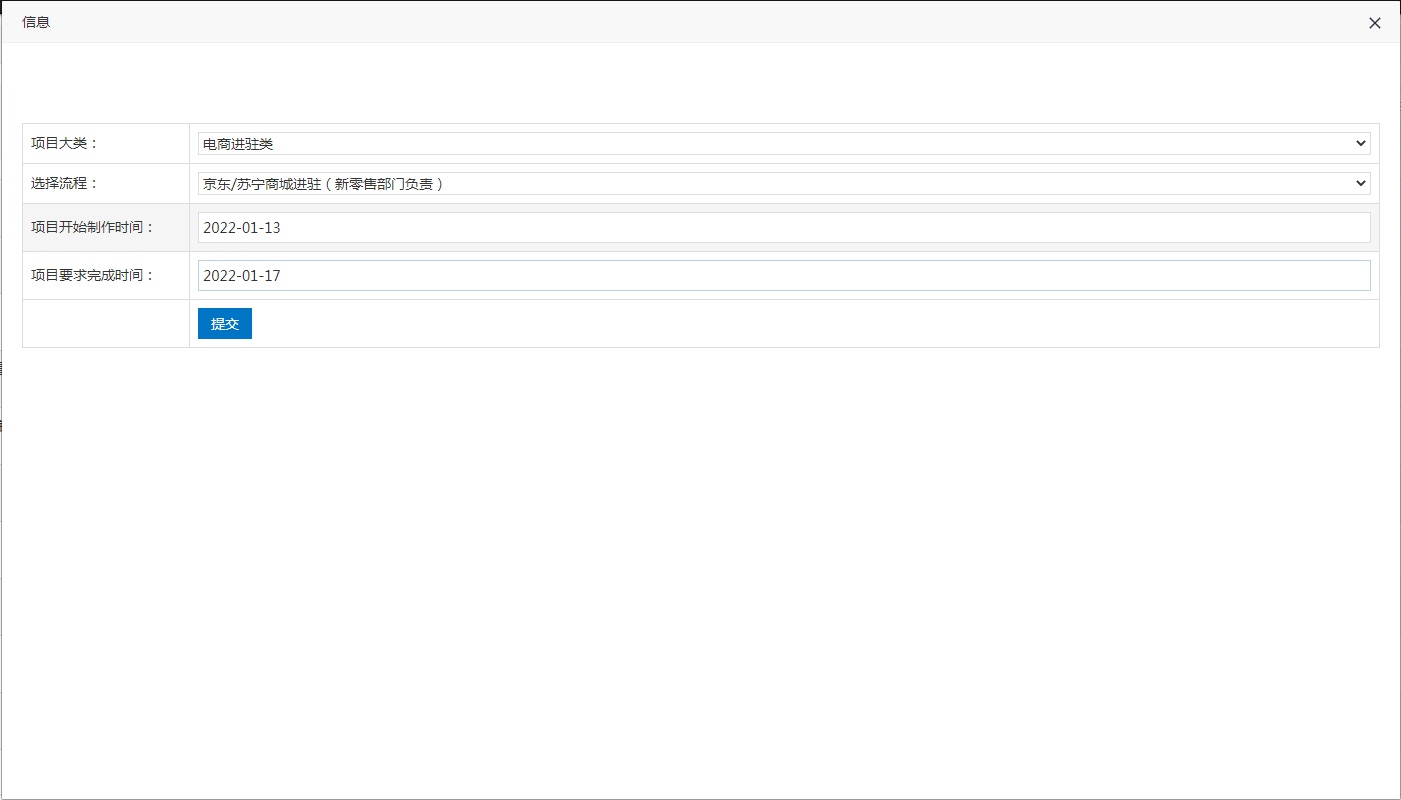 信息
项目大类：
电商进驻类
选择流程：
京东/苏宁商城进驻（新零售部门负责）
项目开始制作时间：
2022-01-13
项目要求完成时间：
2022-01-17
提交